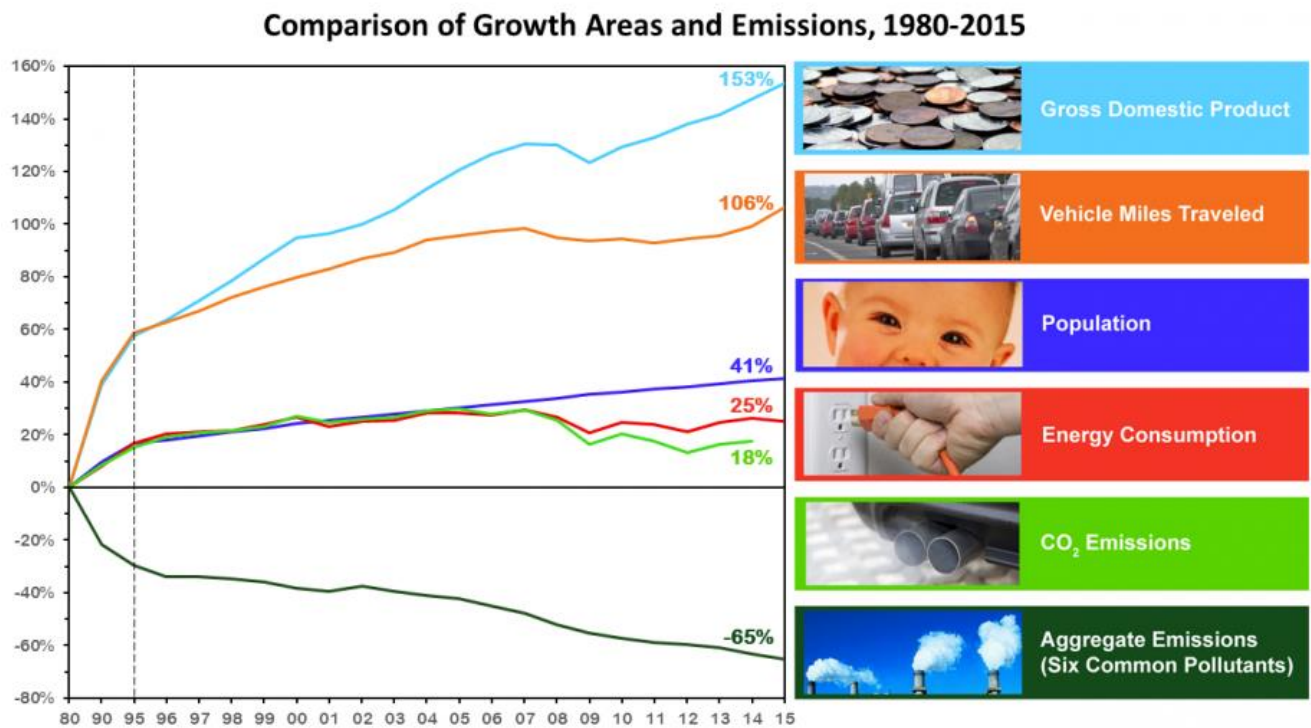 Comparison of Growth Areas and Emissions, 1980-2015
160%
140%
120%
100%
80%
60%
40%
20%
0%
-20%
-40%
-60%
-80%
153%
106%
41%
25%
18%
-65%
80 90 95 96 97 98 99 00 01 02 03 04 05 06 07 08 09 10 11 12 13 14 15
Gross Domestic Product
Vehicle Miles Traveled
Population
Energy Consumption
CO₂ Emissions
Aggregate Emissions
(Six Common Pollutants)